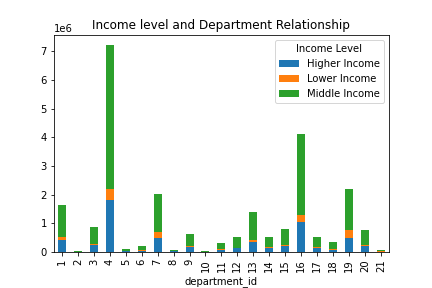 Income level and Department Relationship
1e6
Income Level
Higher Income
Lower Income
Middle Income
7
6
5
4
3
2
1
0
1 2 3 4 5 6 7 8 9 10 11 12 13 14 15 16 17 18 19 20 21
department_id